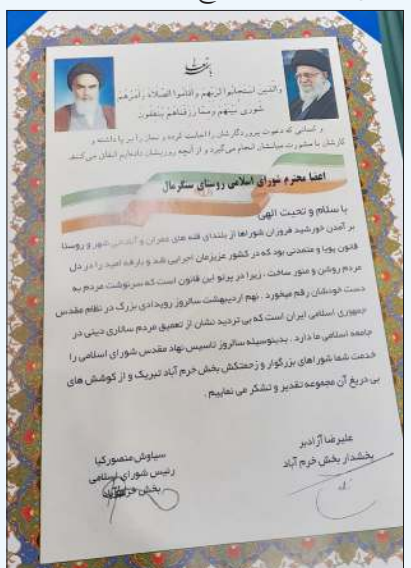 باسمه تعالی
والذین استجابوا لربهم واقاموا الصلاة وامرهم
شوری بینهم ومما رزقناهم ینفقون
و کسانی که دعوت پروردگارشان را اجابت کرده و نماز را بر پا داشته و
کارشان با مشورت میانشان انجام می گیرد و از آنچه روزیشان داده‌ایم انفاق می کنند.
اعضا محترم شورای اسلامی روستای سنگرمال
با سلام و تحیت الهی
بر آمدن خورشید فروزان شوراها از بلندای قله های عمران و آبادانی شهر و روستا
قانون پویا و متمدنی بود که در کشور عزیزمان اجرایی شد و بارقه امید را در دل
مردم روشن و منور ساخت . زیرا در پرتو این قانون است که سرنوشت مردم به
دست خودشان رقم میخورد . نهم اردیبهشت سالروز رویدادی بزرگ در نظام مقدس
جمهوری اسلامی ایران است که بی تردید نشان از تعمیق مردم سالاری دینی در
جامعه اسلامی ما دارد . بدینوسیله سالروز تاسیس نهاد مقدس شورای اسلامی را
خدمت شما شوراهای بزرگوار و زحمتکش بخش خرم آباد تبریک و از کوشش های
بی دریغ آن مجموعه تقدیر و تشکر می نماییم .
علیرضا آزادبر
بخشدار بخش خرم آباد
سیاوش منصورکیا
رئیس شورای اسلامی
بخش خرم‌آباد